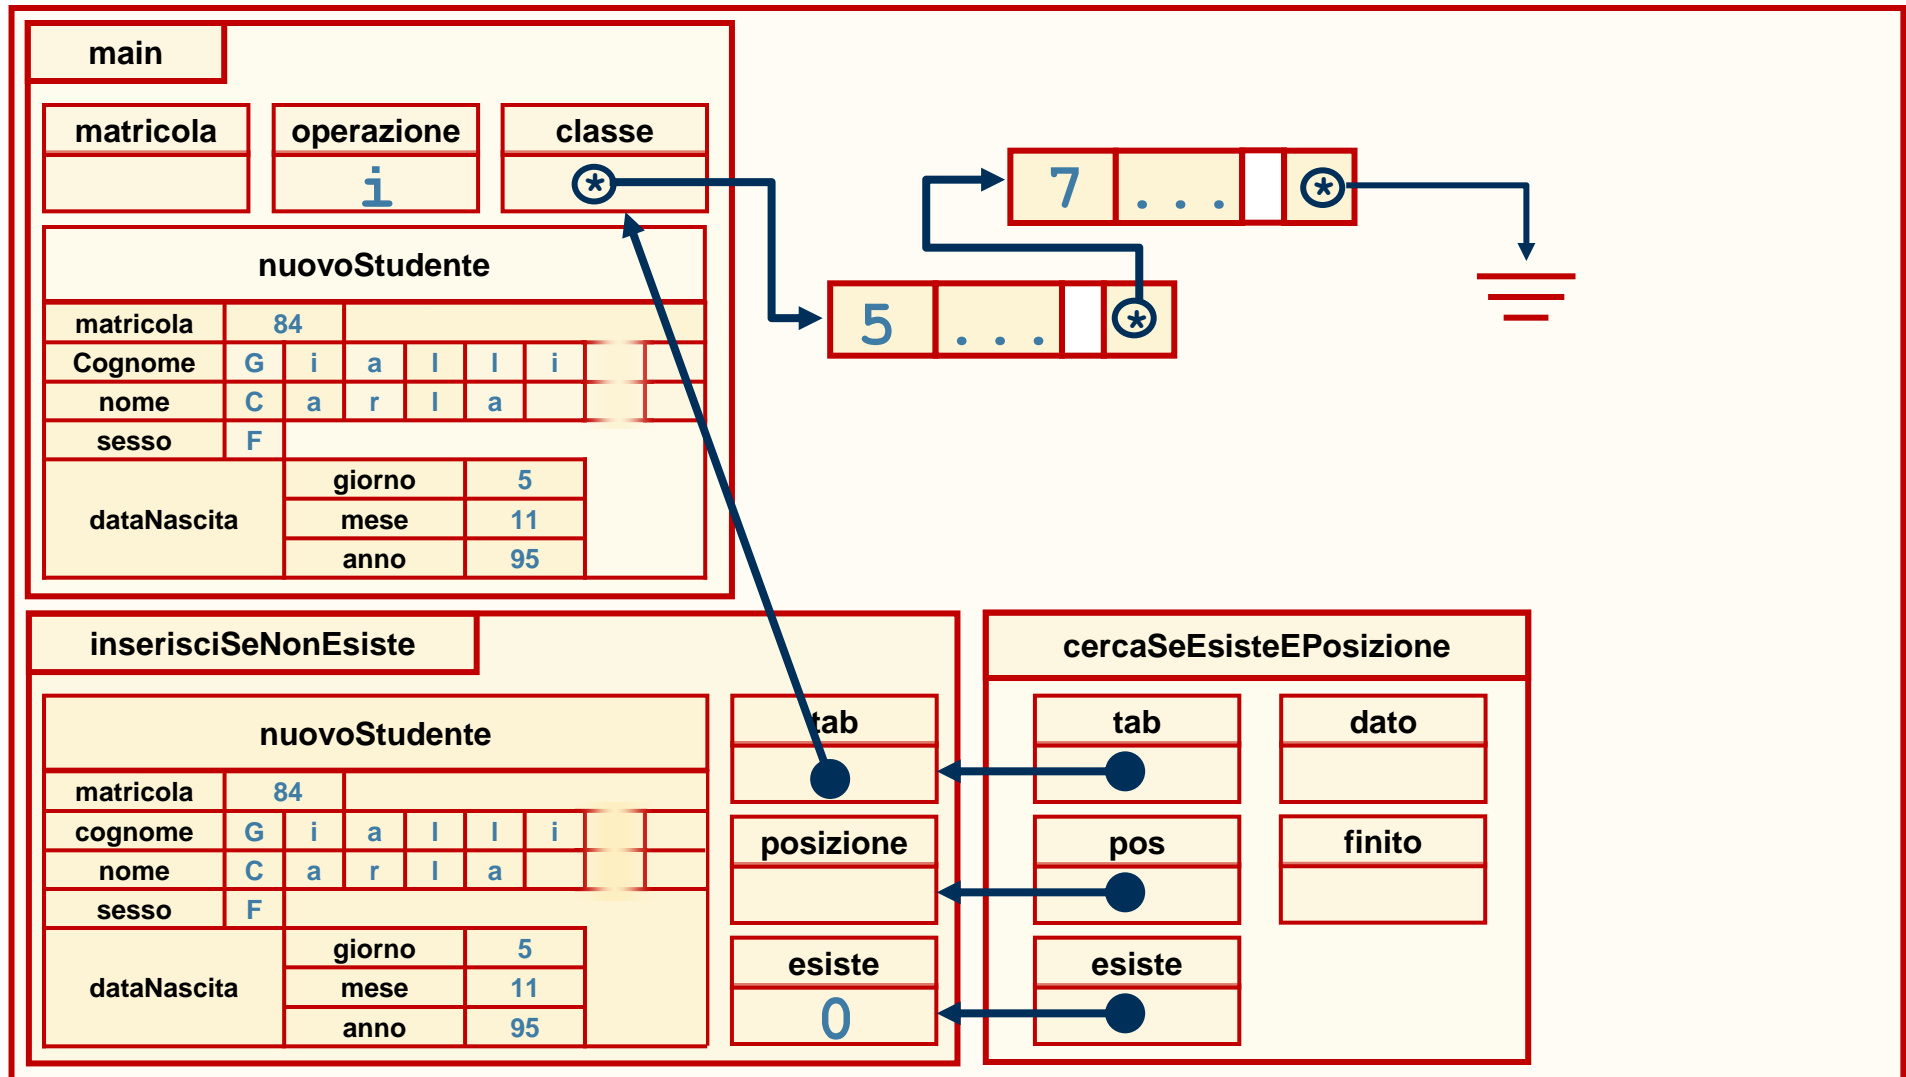 main
matricola operazione classe
i *
7 . . . *
nuovoStudente
5 . . . *
matricola 84
Cognome G i a l l i
nome C a r l a
sesso F
dataNascita
giorno 5
mese 11
anno 95
inserisciSeNonEsiste
nuovoStudente
matricola 84
cognome G i a l l i
nome C a r l a
sesso F
dataNascita
giorno 5
mese 11
anno 95
tab
posizione
esiste
0
cercaSeEsisteEPosizione
tab dato
pos finito
esiste